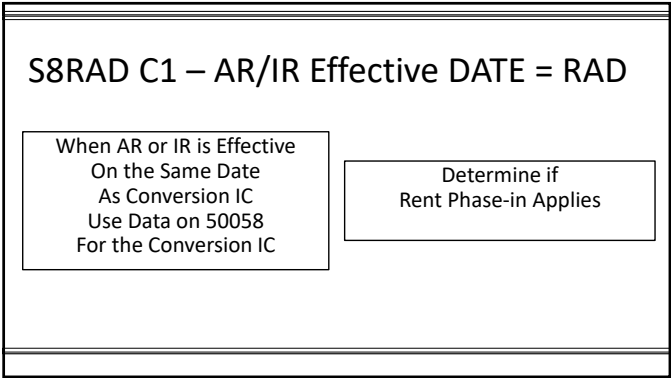 S8RAD C1 – AR/IR Effective DATE = RAD
When AR or IR is Effective
On the Same Date
As Conversion IC
Use Data on 50058
For the Conversion IC
Determine if
Rent Phase-in Applies